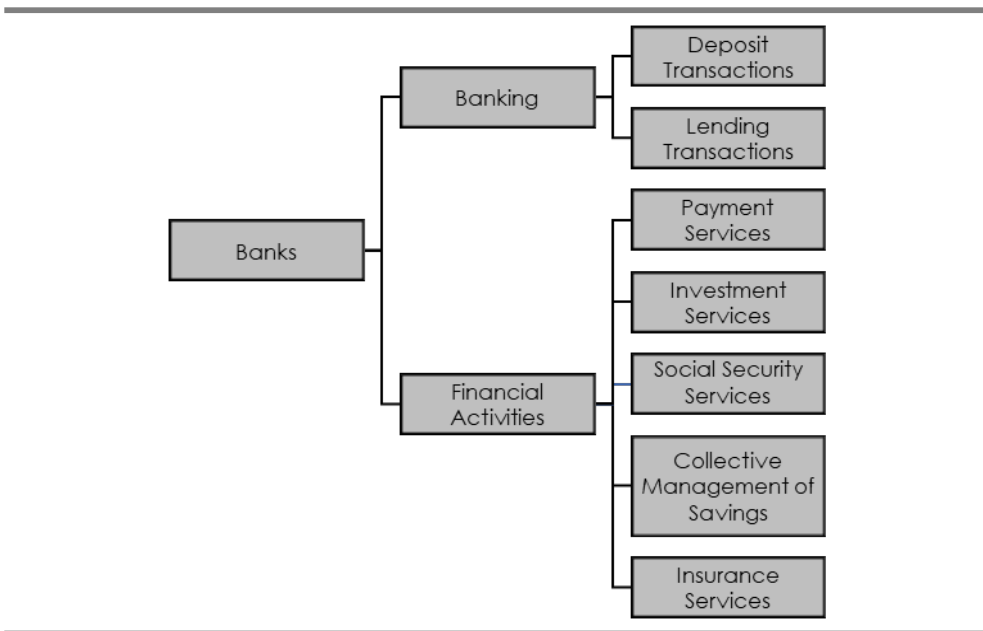 Banks
Banking
Deposit
Transactions
Lending
Transactions
Financial
Activities
Payment
Services
Investment
Services
Social Security
Services
Collective
Management of
Savings
Insurance
Services